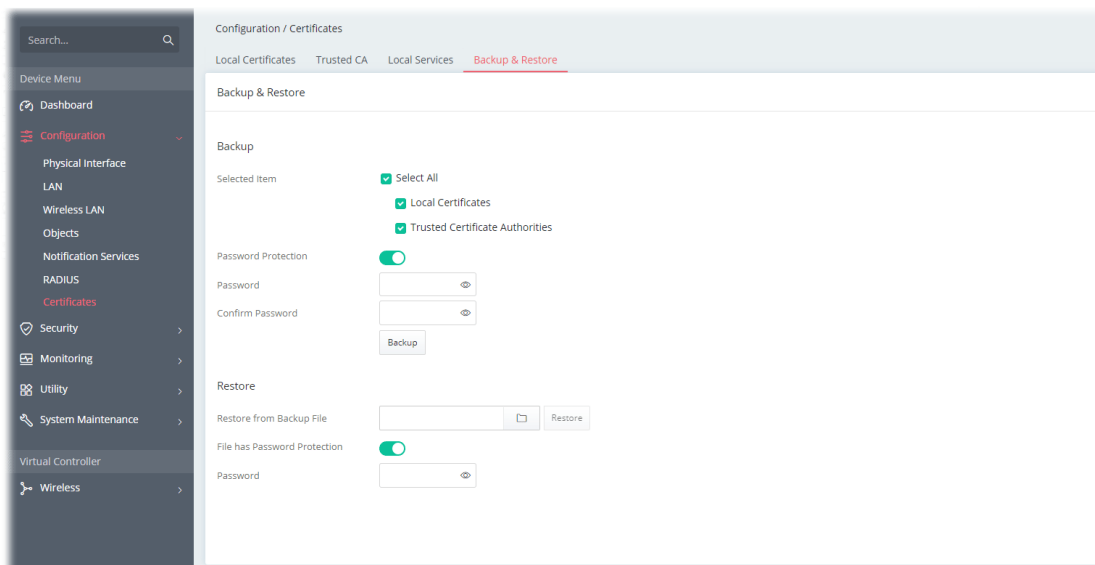 Search...
Device Menu
Dashboard
Configuration
Physical Interface
LAN
Wireless LAN
Objects
Notification Services
RADIUS
Certificates
Security
Monitoring
Utility
System Maintenance
Virtual Controller
Wireless
Configuration / Certificates
Local Certificates Trusted CA Local Services Backup & Restore
Backup & Restore
Backup
Selected Item Select All
Local Certificates
Trusted Certificate Authorities
Password Protection
Password
Confirm Password
Backup
Restore
Restore from Backup File Restore
File has Password Protection
Password